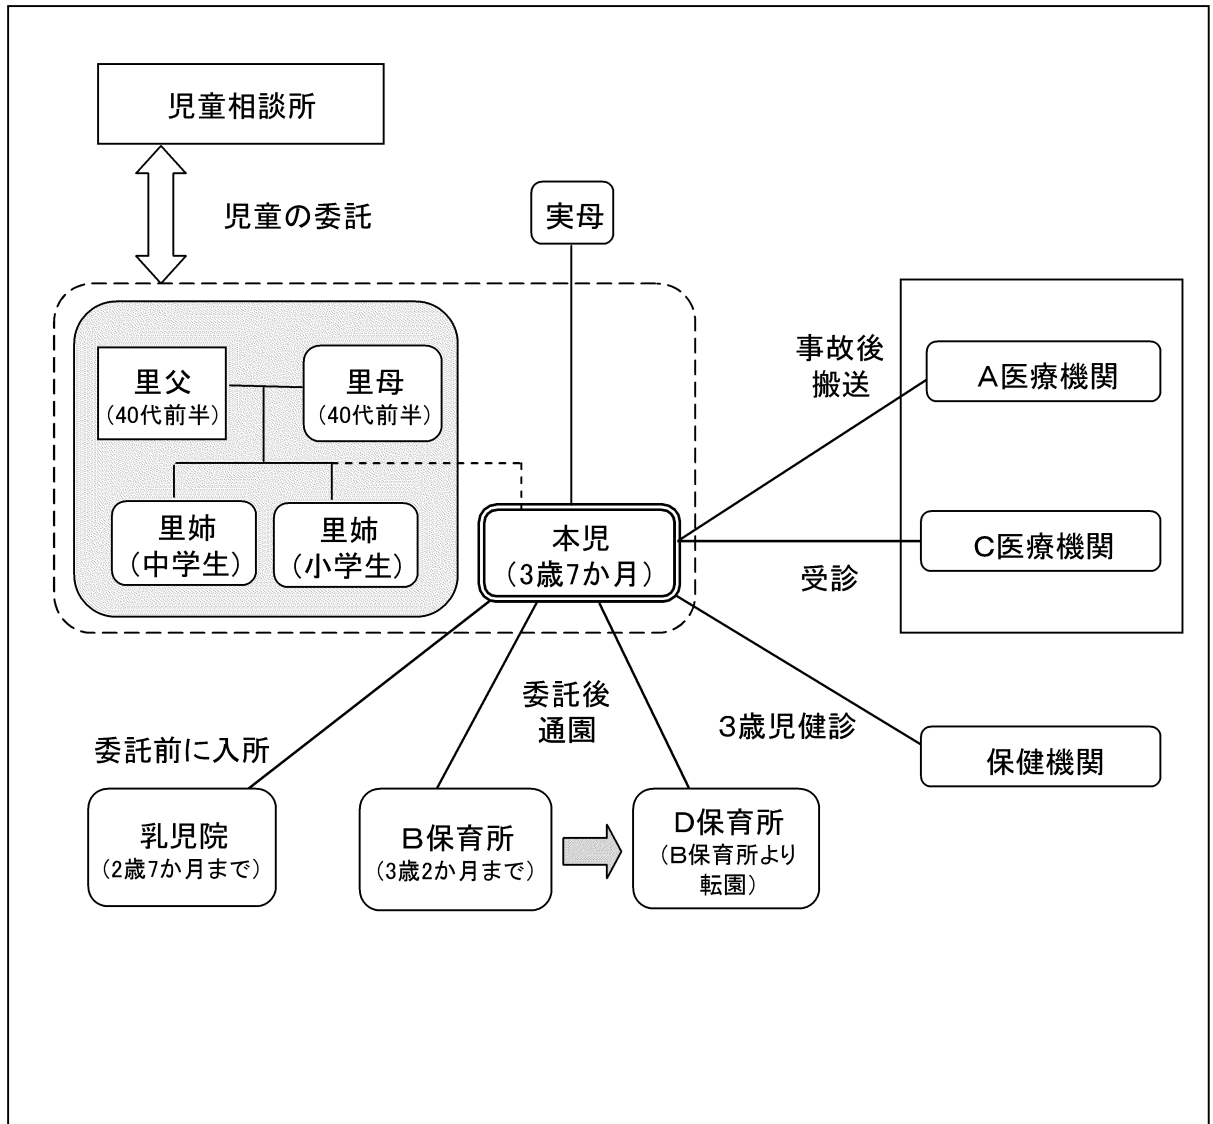 児童相談所
児童の委託
実母
里父
(40代前半)
里母
(40代前半)
里姉
(中学生)
里姉
(小学生)
本児
(3歳7か月)
事故後
搬送
A医療機関
C医療機関
受診
3歳児健診
保健機関
委託後
通園
委託前に入所
乳児院
(2歳7か月まで)
B保育所
(3歳2か月まで)
D保育所
(B保育所より
転園)